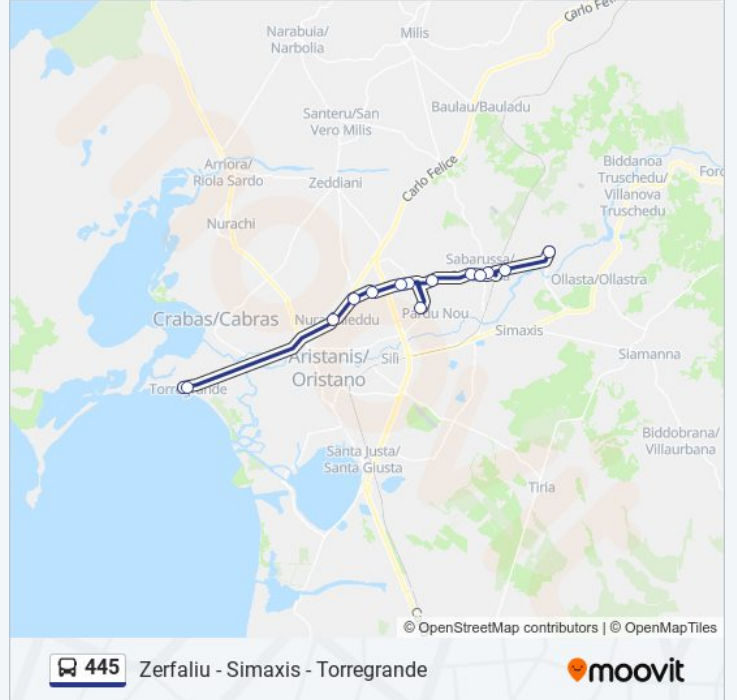 Carlo Fel
Narabuia/
Narbolia
Milis
Santeru/San
Vero Milis
Baulau/Bauladu
Arriora/
Riola Sardo
Zeddiani
Carlo Felice
Biddanoa
Truschedu/
Villanova
Truschedu
Ford
Nurachi
Sabarussa/
Ollasta/Ollastra
Crabas/Cabras
Pardu Nou
Simaxis
Aristanis/
Oristano
Silì
Siamanna
Torregrande
Santa Justa/
Santa Giusta
Biddobrana/
Villaurbana
Tiria
© OpenStreetMap contributors | © OpenMapTiles
445 Zerfaliu - Simaxis - Torregrande
moovit